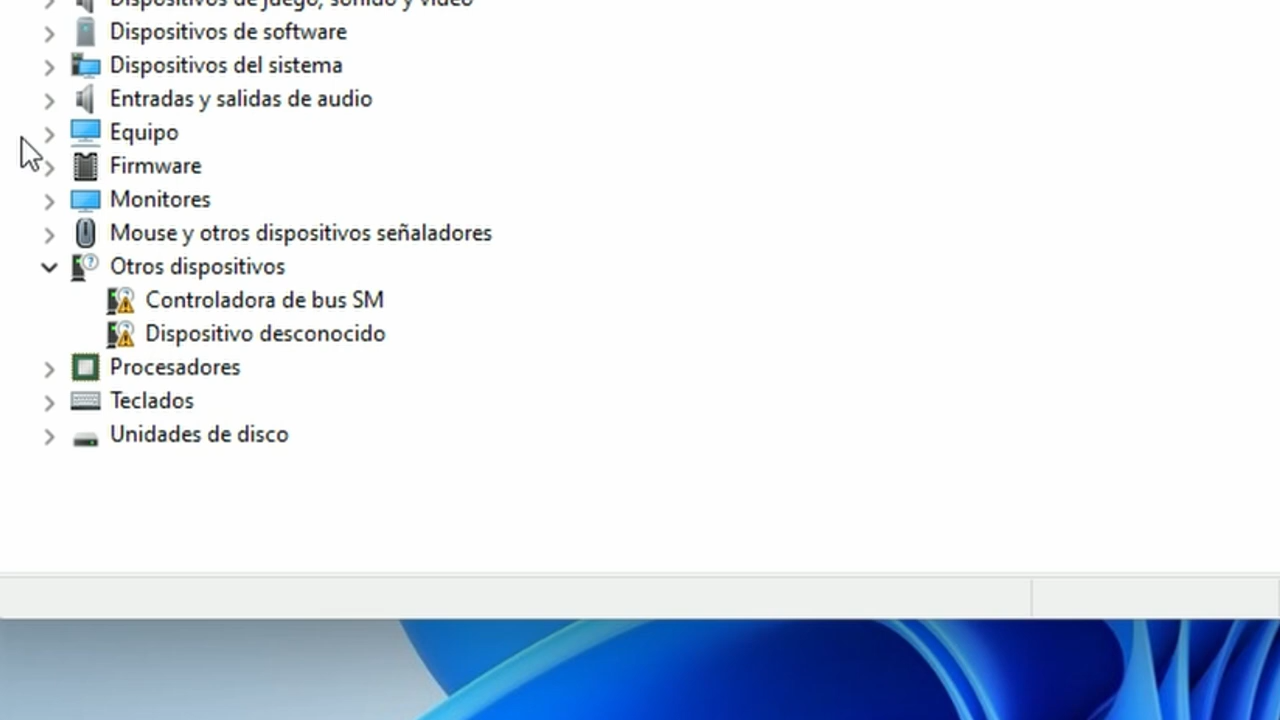 Dispositivos de juego, sonido y video
Dispositivos de software
Dispositivos del sistema
Entradas y salidas de audio
Equipo
Firmware
Monitores
Mouse y otros dispositivos señaladores
Otros dispositivos
Controladora de bus SM
Dispositivo desconocido
Procesadores
Teclados
Unidades de disco